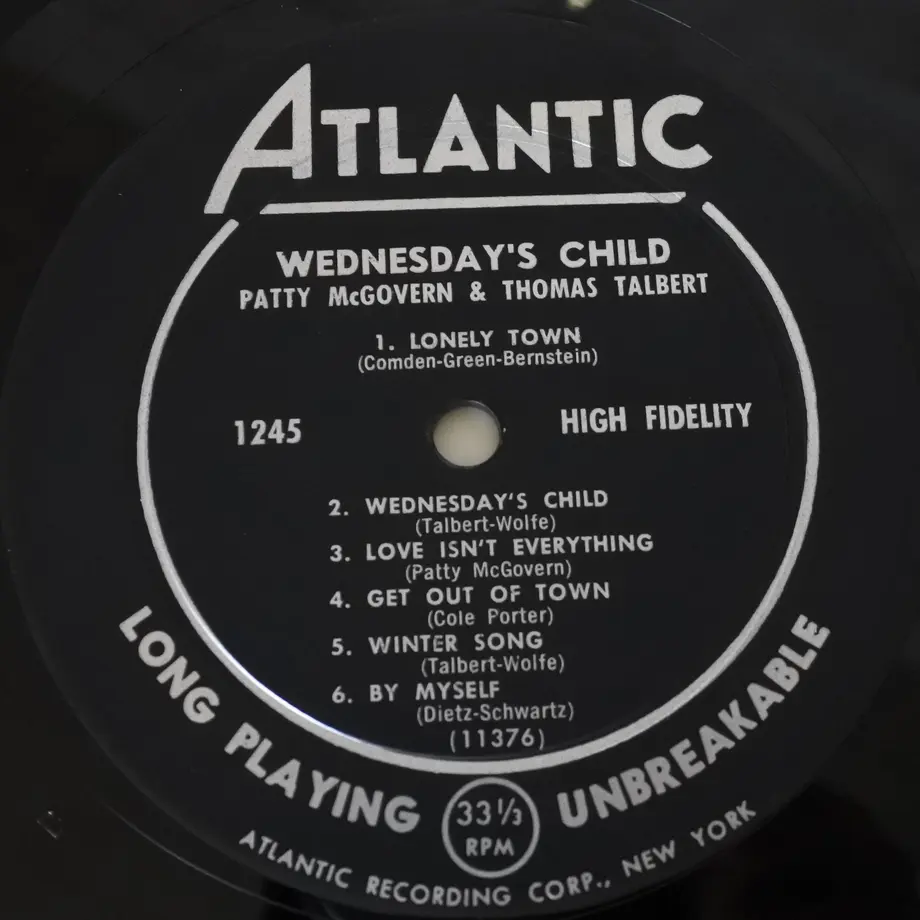 ATLANTIC
WEDNESDAY'S CHILD
PATTY McGOVERN & THOMAS TALBERT
1. LONELY TOWN
(Comden-Green-Bernstein)
1245
HIGH FIDELITY
2. WEDNESDAY'S CHILD
(Talbert-Wolfe)
3. LOVE ISN'T EVERYTHING
(Patty McGovern)
4. GET OUT OF TOWN
(Cole Porter)
5. WINTER SONG
(Talbert-Wolfe)
6. BY MYSELF
(Dietz-Schwartz)
(11376)
LONG PLAYING
33 1/3
RPM
UNBREAKABLE
ATLANTIC RECORDING CORP., NEW YORK